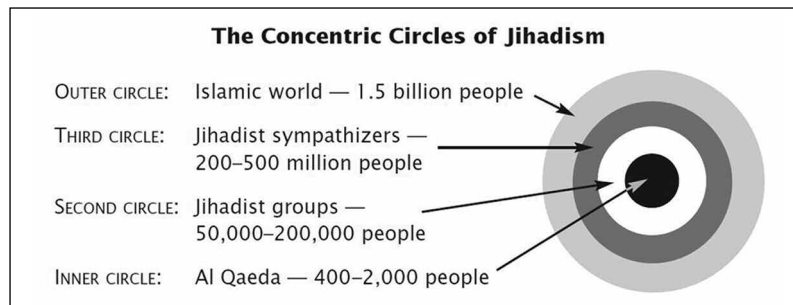 The Concentric Circles of Jihadism
OUTER CIRCLE: Islamic world — 1.5 billion people
THIRD CIRCLE: Jihadist sympathizers —
200–500 million people
SECOND CIRCLE: Jihadist groups —
50,000–200,000 people
INNER CIRCLE: Al Qaeda — 400–2,000 people